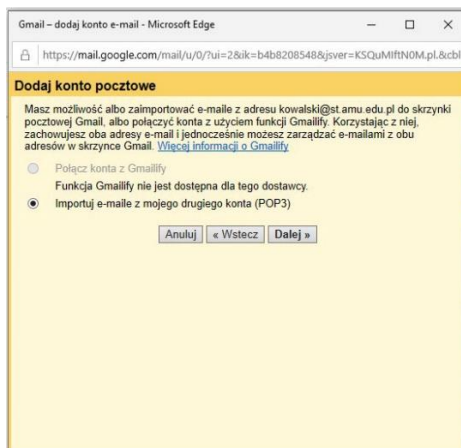 Gmail – dodaj konto e-mail - Microsoft Edge
https://mail.google.com/mail/u/0/?ui=2&ik=b4b8208548&jsver=KSQuMIftN0M.pl.&cbl
Dodaj konto pocztowe
Masz możliwość albo zaimportować e-maile z adresu kowalski@st.amu.edu.pl do skrzynki
pocztowej Gmail, albo połączyć konta z użyciem funkcji Gmailify. Korzystając z niej,
zachowujesz oba adresy e-mail i jednocześnie możesz zarządzać e-mailami z obu
adresów w skrzynce Gmail. Więcej informacji o Gmailify
Połącz konta z Gmailify
Funkcja Gmailify nie jest dostępna dla tego dostawcy.
Importuj e-maile z mojego drugiego konta (POP3)
Anuluj « Wstecz Dalej »